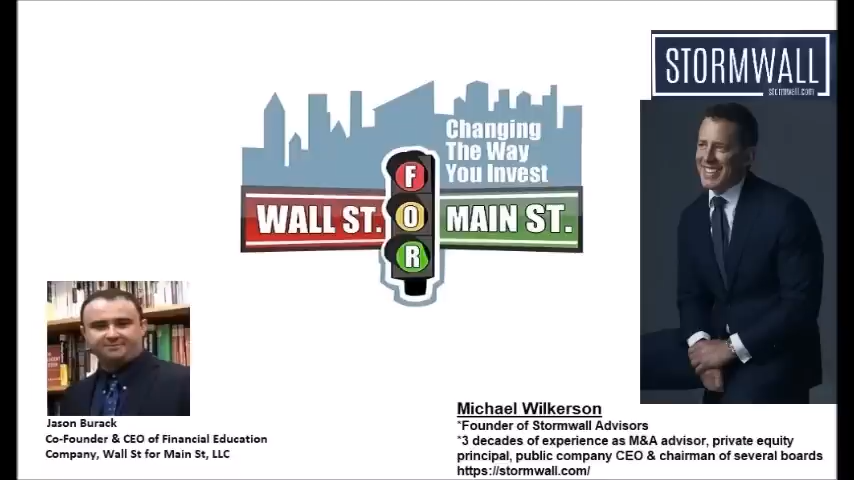 STORMWALL
stormwall.com
Changing
The Way
You Invest
WALL ST. FOR MAIN ST.
Jason Burack
Co-Founder & CEO of Financial Education
Company, Wall St for Main St, LLC
Michael Wilkerson
*Founder of Stormwall Advisors
*3 decades of experience as M&A advisor, private equity
principal, public company CEO & chairman of several boards
https://stormwall.com/